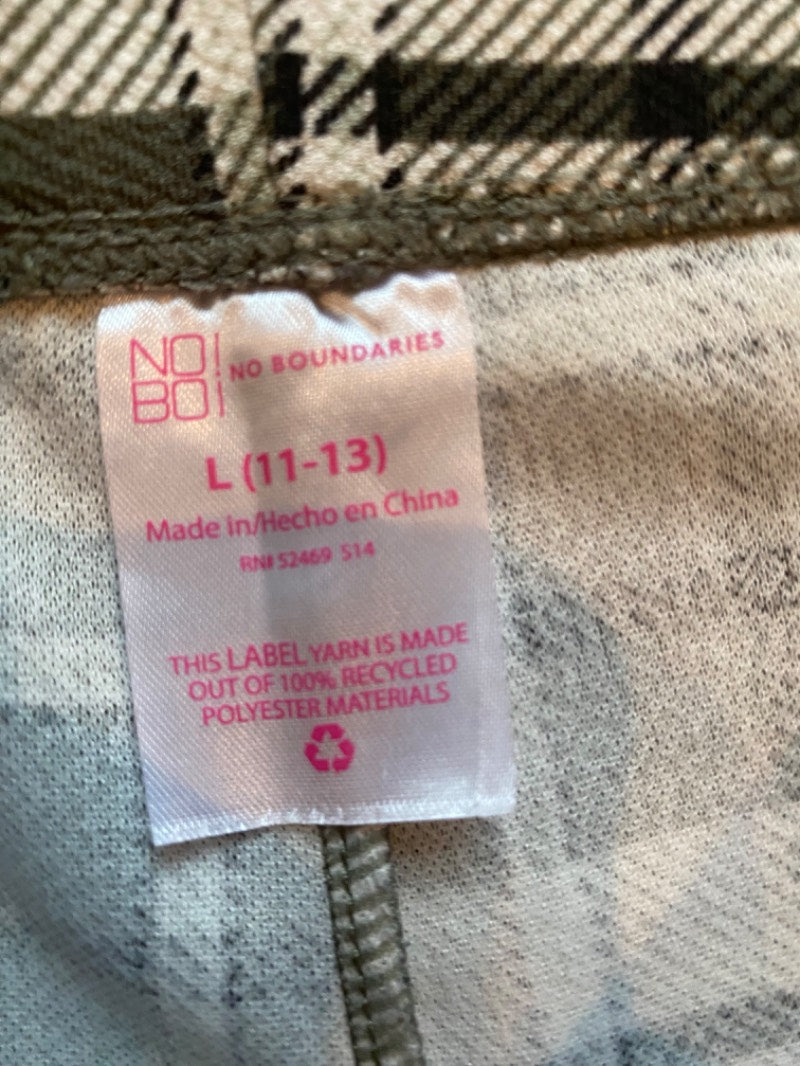 NO!
BO!
NO BOUNDARIES
L (11-13)
Made in/Hecho en China
RN# 52469 S14
THIS LABEL YARN IS MADE
OUT OF 100% RECYCLED
POLYESTER MATERIALS